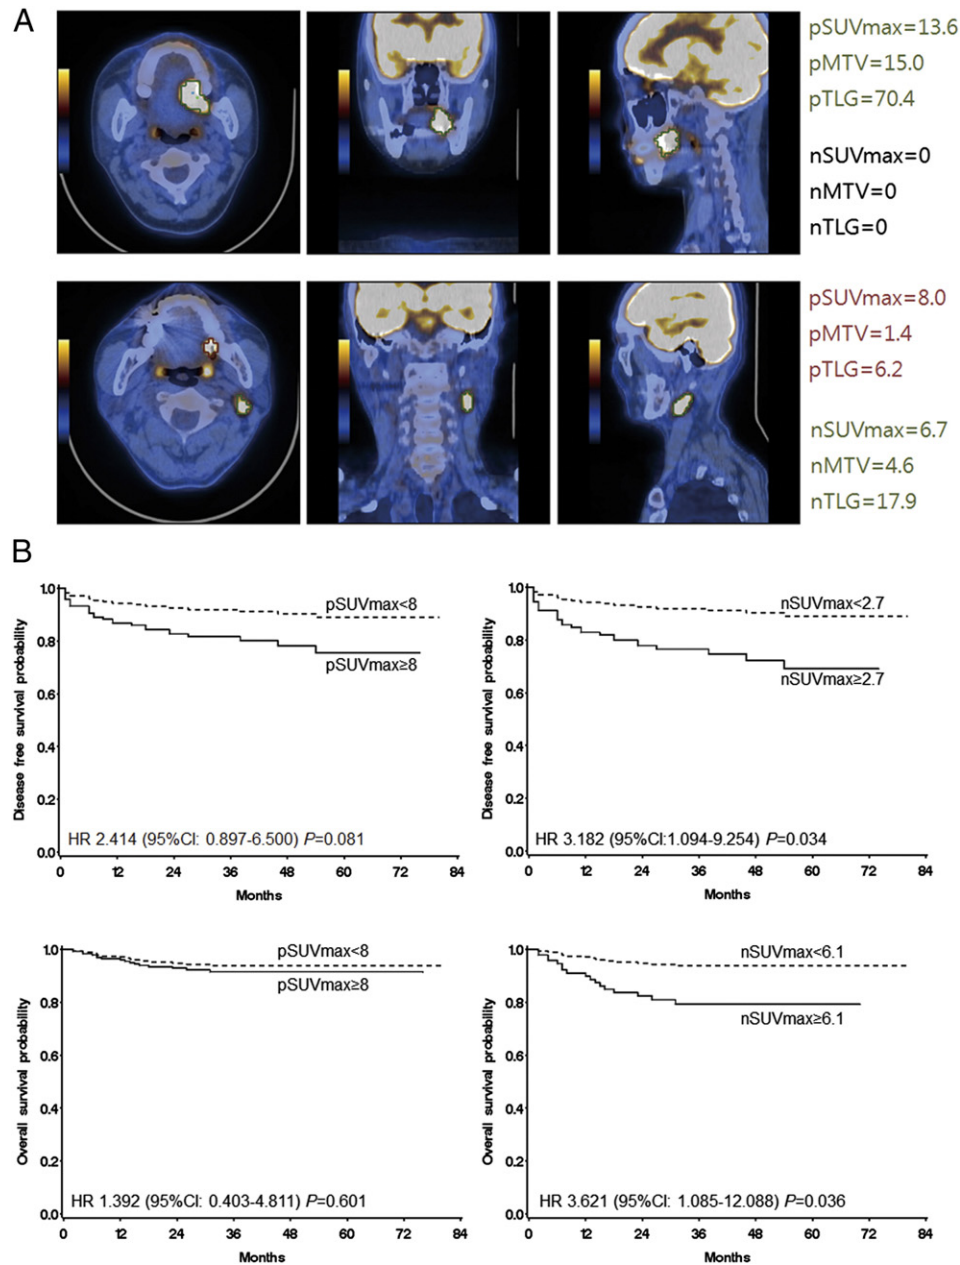 A
pSUVmax=13.6
pMTV=15.0
pTLG=70.4
nSUVmax=0
nMTV=0
nTLG=0
pSUVmax=8.0
pMTV=1.4
pTLG=6.2
nSUVmax=6.7
nMTV=4.6
nTLG=17.9
B
Disease free survival probability
1.0
0.8
0.6
0.4
0.2
0.0
pSUVmax<8
pSUVmax≥8
HR 2.414 (95%CI: 0.897-6.500) P=0.081
0 12 24 36 48 60 72 84
Months
Disease free survival probability
1.0
0.8
0.6
0.4
0.2
0.0
nSUVmax<2.7
nSUVmax≥2.7
HR 3.182 (95%CI:1.094-9.254) P=0.034
0 12 24 36 48 60 72 84
Months
Overall survival probability
1.0
0.8
0.6
0.4
0.2
0.0
pSUVmax<8
pSUVmax≥8
HR 1.392 (95%CI: 0.403-4.811) P=0.601
0 12 24 36 48 60 72 84
Months
Overall survival probability
1.0
0.8
0.6
0.4
0.2
0.0
nSUVmax<6.1
nSUVmax≥6.1
HR 3.621 (95%CI: 1.085-12.088) P=0.036
0 12 24 36 48 60 72 84
Months